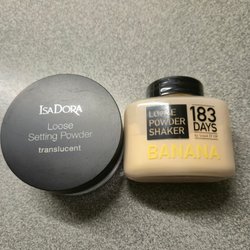 IsaDora
Loose
Setting Powder
translucent
LOOSE
POWDER
SHAKER
183
DAYS
BANANA